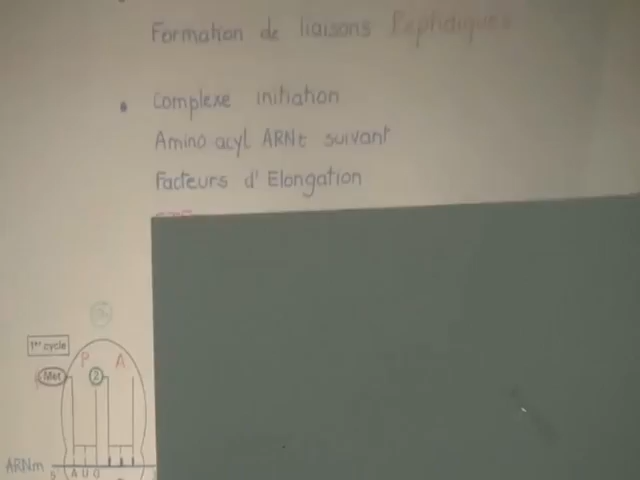 Formation de liaisons Peptidiques
Complexe initiation
Amino acyl ARNt suivant
Facteurs d'Elongation
1er cycle
P A
Met 2
ARNm
5' A U G